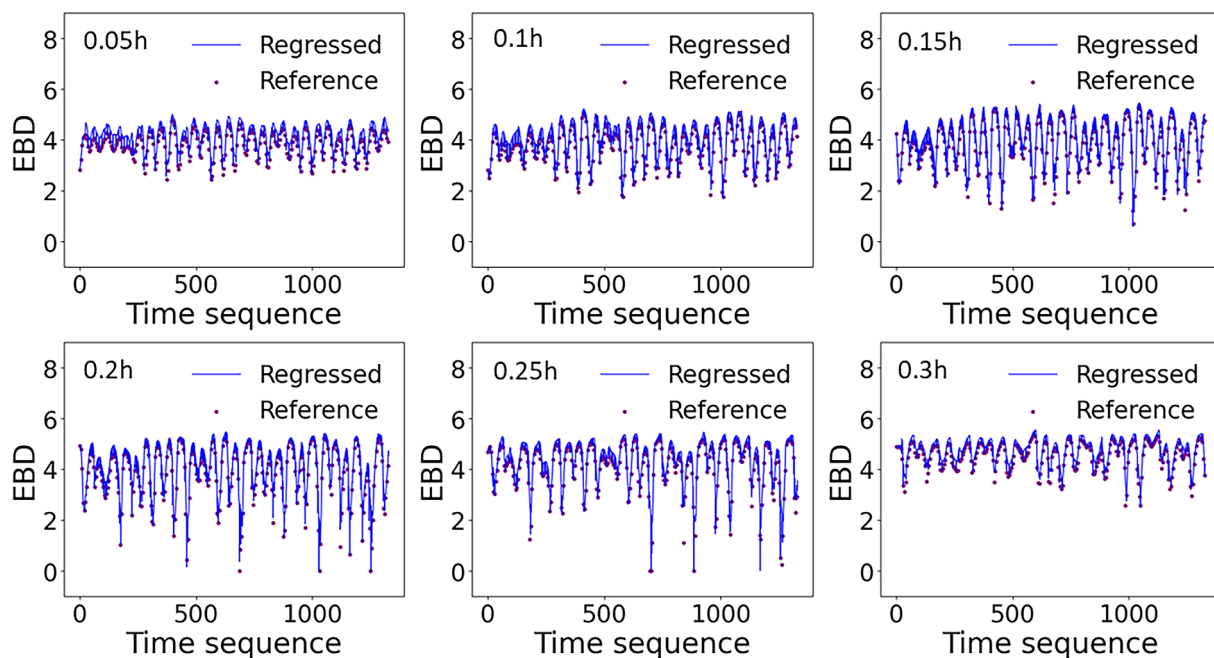 0.05h
Regressed
Reference
8
6
4
2
0
EBD
0
500
1000
Time sequence
0.1h
Regressed
Reference
8
6
4
2
0
EBD
0
500
1000
Time sequence
0.15h
Regressed
Reference
8
6
4
2
0
EBD
0
500
1000
Time sequence
0.2h
Regressed
Reference
8
6
4
2
0
EBD
0
500
1000
Time sequence
0.25h
Regressed
Reference
8
6
4
2
0
EBD
0
500
1000
Time sequence
0.3h
Regressed
Reference
8
6
4
2
0
EBD
0
500
1000
Time sequence